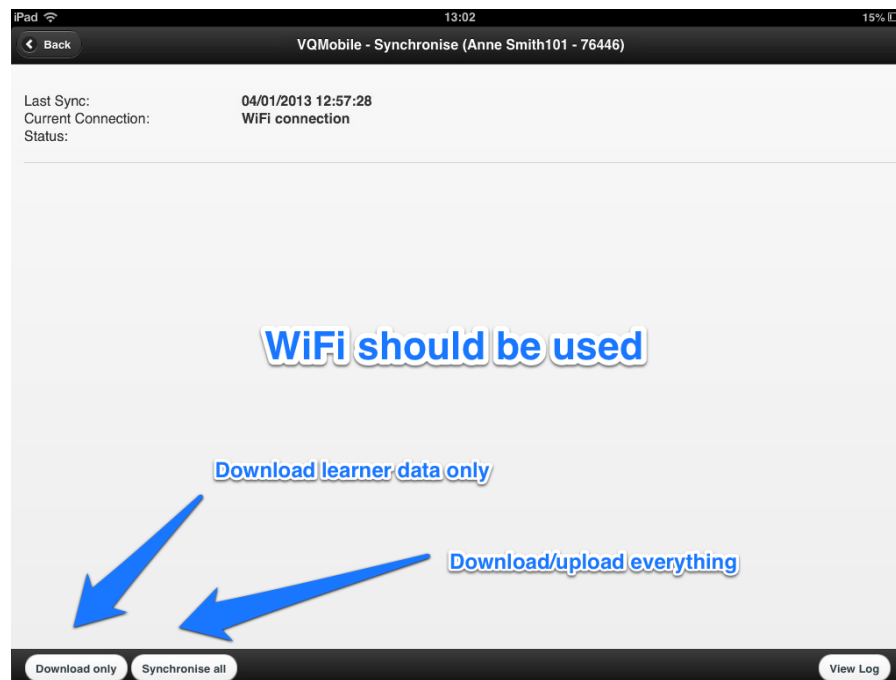 iPad 13:02 15%
Back VQMobile - Synchronise (Anne Smith101 - 76446)
Last Sync: 04/01/2013 12:57:28
Current Connection: WiFi connection
Status:
WiFi should be used
Download learner data only
Download/upload everything
Download only Synchronise all View Log